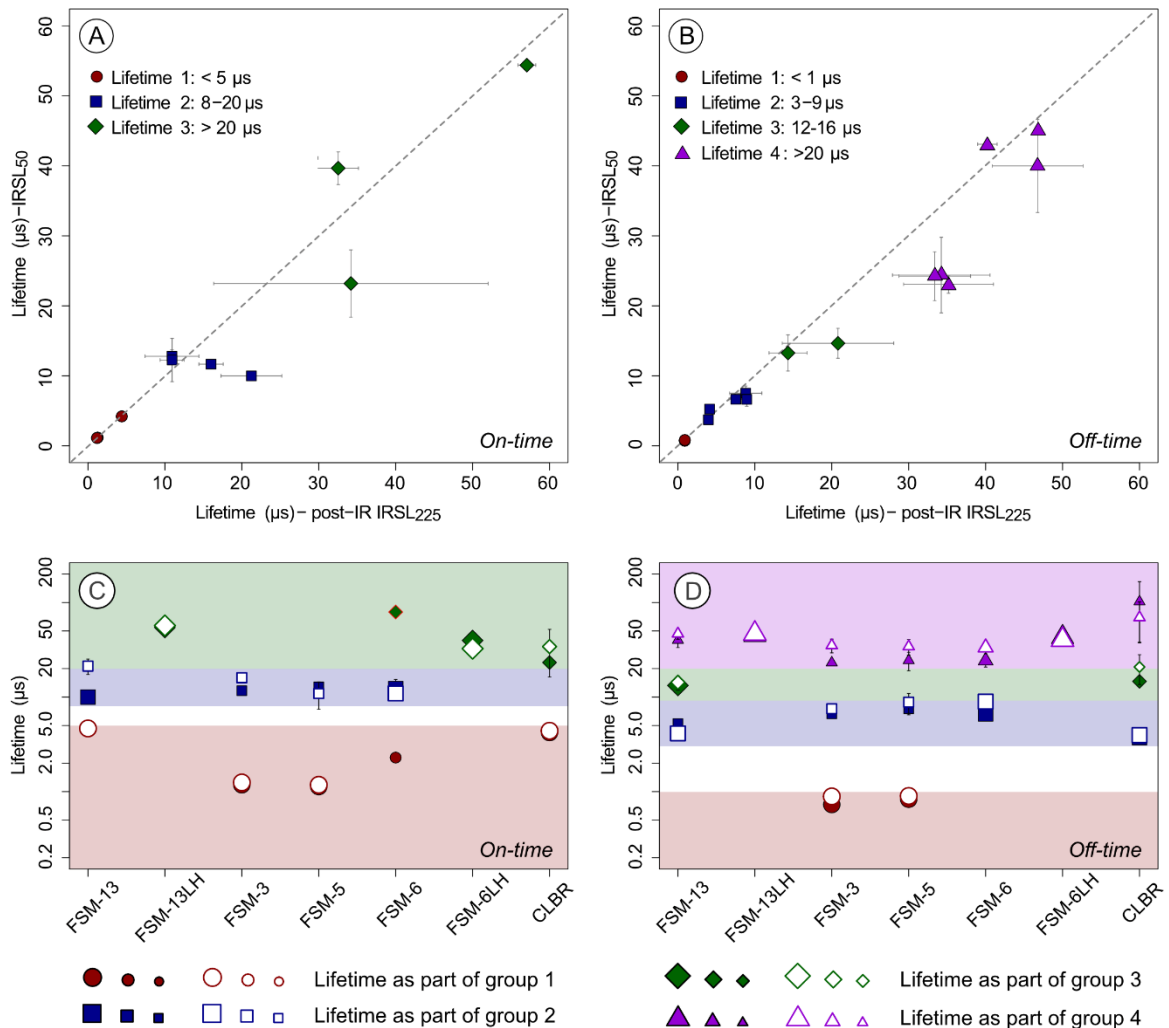 A
Lifetime 1: < 5 µs
Lifetime 2: 8−20 µs
Lifetime 3: > 20 µs
On-time
Lifetime (µs)−IRSL50
0 10 20 30 40 50 60
0 10 20 30 40 50 60
Lifetime (µs)− post−IR IRSL225
B
Lifetime 1: < 1 µs
Lifetime 2: 3−9 µs
Lifetime 3: 12-16 µs
Lifetime 4: >20 µs
Off-time
Lifetime (µs)−IRSL50
0 10 20 30 40 50 60
0 10 20 30 40 50 60
Lifetime (µs)− post−IR IRSL225
C
Lifetime (µs)
0.2 0.5 2.0 5.0 20 50 200
On-time
FSM-13 FSM-13LH FSM-3 FSM-5 FSM-6 FSM-6LH CLBR
D
Lifetime (µs)
0.2 0.5 2.0 5.0 20 50 200
Off-time
FSM-13 FSM-13LH FSM-3 FSM-5 FSM-6 FSM-6LH CLBR
Lifetime as part of group 1
Lifetime as part of group 2
Lifetime as part of group 3
Lifetime as part of group 4